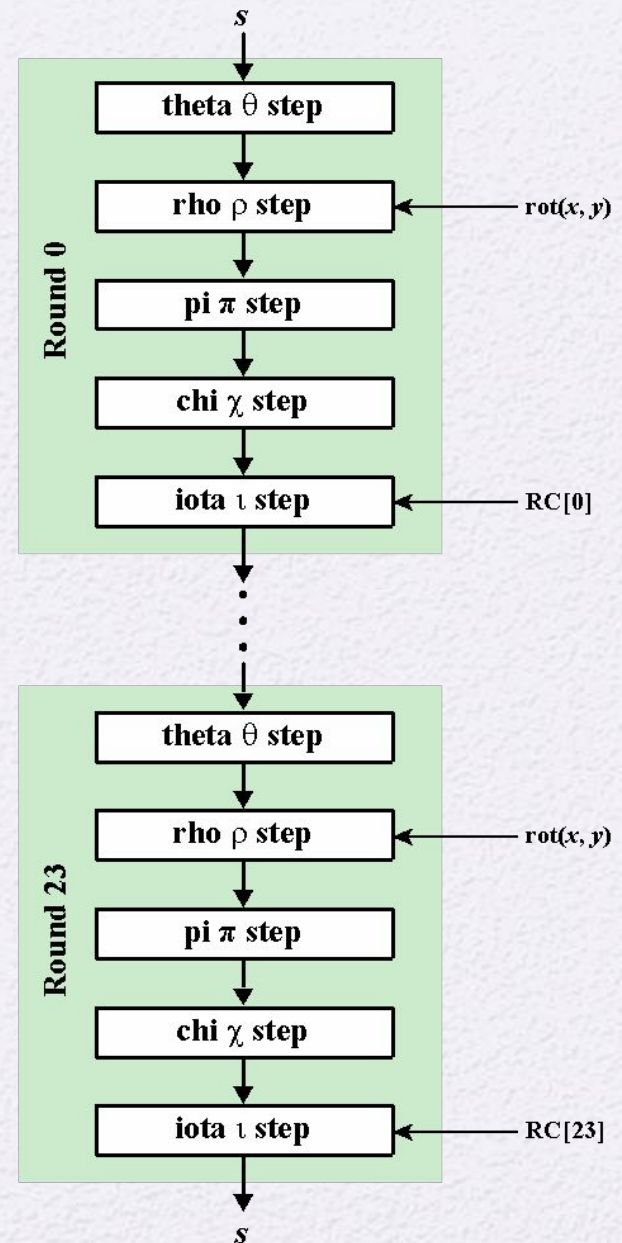 s
theta θ step
rho ρ step
rot(x, y)
pi π step
chi χ step
iota ι step
RC[0]
Round 0
theta θ step
rho ρ step
rot(x, y)
pi π step
chi χ step
iota ι step
RC[23]
Round 23
s